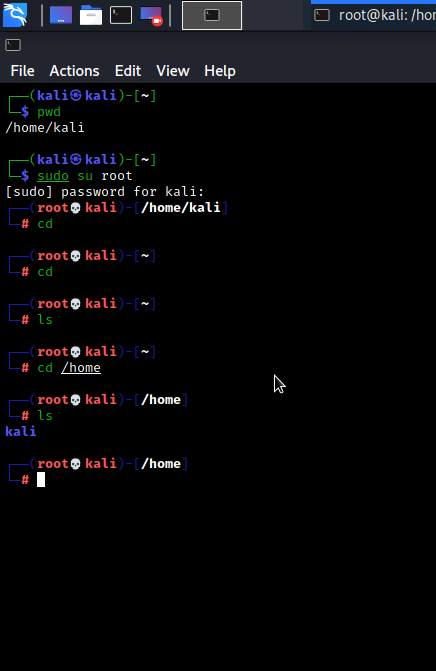 root@kali: /hom
File Actions Edit View Help
┌──(kali㉿kali)-[~]
└─$ pwd
/home/kali
┌──(kali㉿kali)-[~]
└─$ sudo su root
[sudo] password for kali:
┌──(root💀kali)-[/home/kali]
└─# cd
┌──(root💀kali)-[~]
└─# cd
┌──(root💀kali)-[~]
└─# ls
┌──(root💀kali)-[~]
└─# cd /home
┌──(root💀kali)-[/home]
└─# ls
kali
┌──(root💀kali)-[/home]
└─#